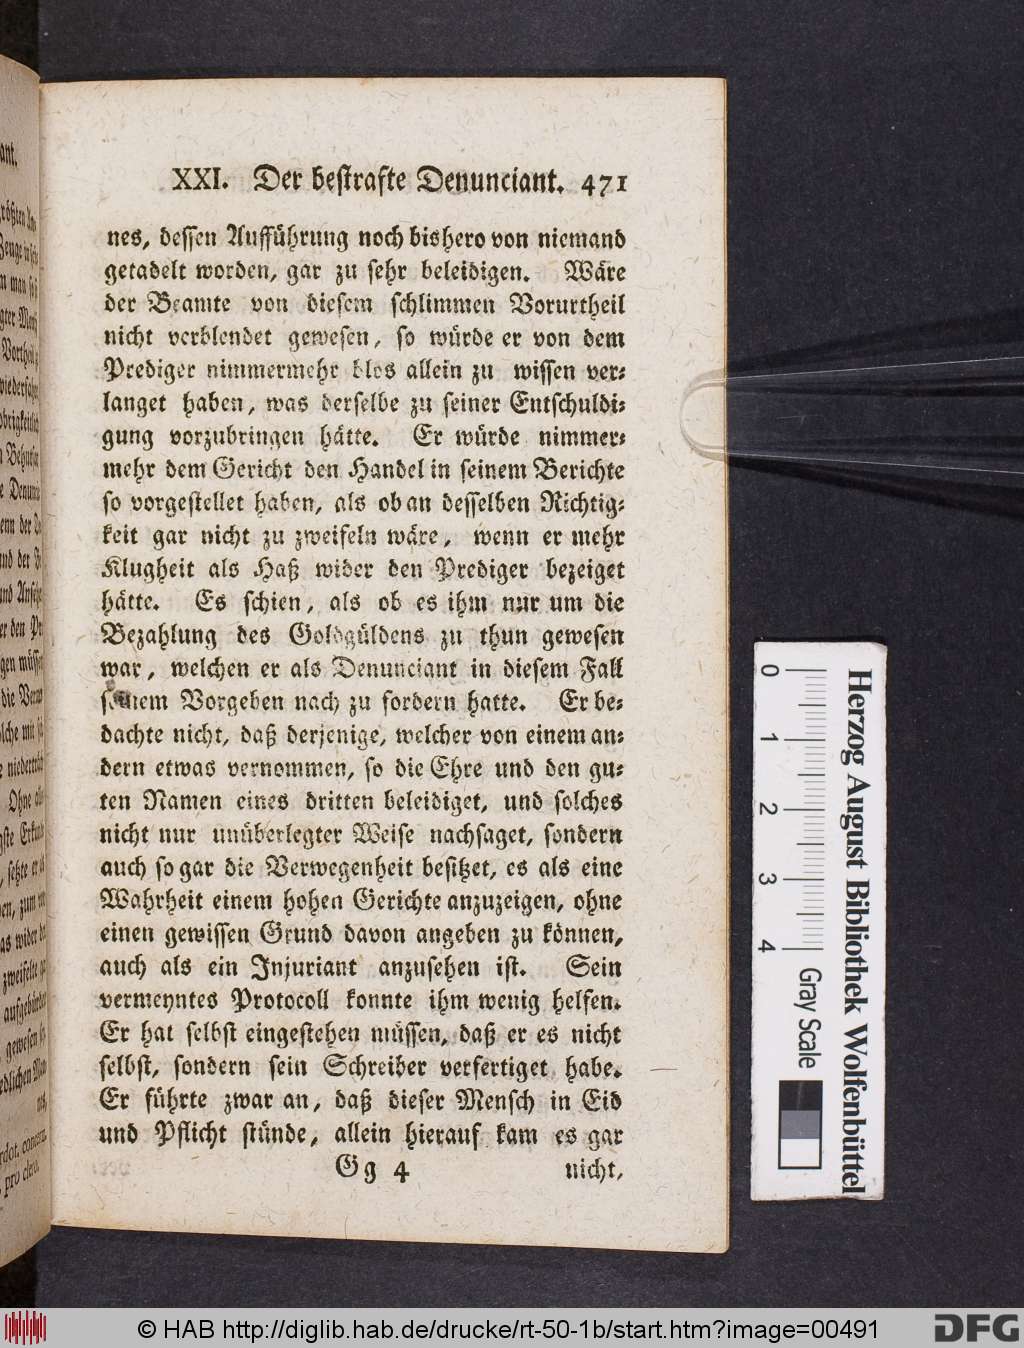 XXI. Der bestrafte Denunciant. 471
nes, dessen Aufführung noch bishero von niemand
getadelt worden, gar zu sehr beleidigen. Wäre
der Beamte von diesem schlimmen Vorurtheil
nicht verblendet gewesen, so würde er von dem
Prediger nimmermehr blos allein zu wissen ver-
langet haben, was derselbe zu seiner Entschuldi-
gung vorzubringen hätte. Er würde nimmer-
mehr dem Gericht den Handel in seinem Berichte
so vorgestellet haben, als ob an desselben Richtig-
keit gar nicht zu zweifeln wäre, wenn er mehr
Klugheit als Haß wider den Prediger bezeiget
hätte. Es schien, als ob es ihm nur um die
Bezahlung des Goldgüldens zu thun gewesen
war, welchen er als Denunciant in diesem Fall
seinem Vorgeben nach zu fordern hatte. Er be-
dachte nicht, daß derjenige, welcher von einem an-
dern etwas vernommen, so die Ehre und den gu-
ten Namen eines dritten beleidiget, und solches
nicht nur unüberlegter Weise nachsaget, sondern
auch so gar die Verwegenheit besitzet, es als eine
Wahrheit einem hohen Gerichte anzuzeigen, ohne
einen gewissen Grund davon angeben zu können,
auch als ein Injuriant anzusehen ist. Sein
vermeyntes Protocoll konnte ihm wenig helfen.
Er hat selbst eingestehen müssen, daß er es nicht
selbst, sondern sein Schreiber verfertiget habe.
Er führte zwar an, daß dieser Mensch in Eid
und Pflicht stünde, allein hierauf kam es gar
Gg 4 nicht,
0 1 2 3 4 Gray Scale
Herzog August Bibliothek Wolfenbüttel
© HAB http://diglib.hab.de/drucke/rt-50-1b/start.htm?image=00491
DFG